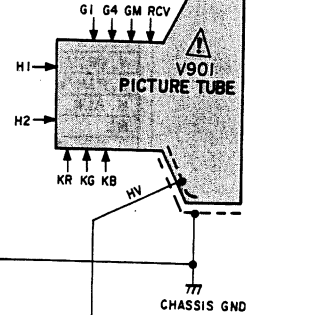 G1 G4 GM RCV
H1
V901
PICTURE TUBE
H2
KR KG KB
HV
CHASSIS GND